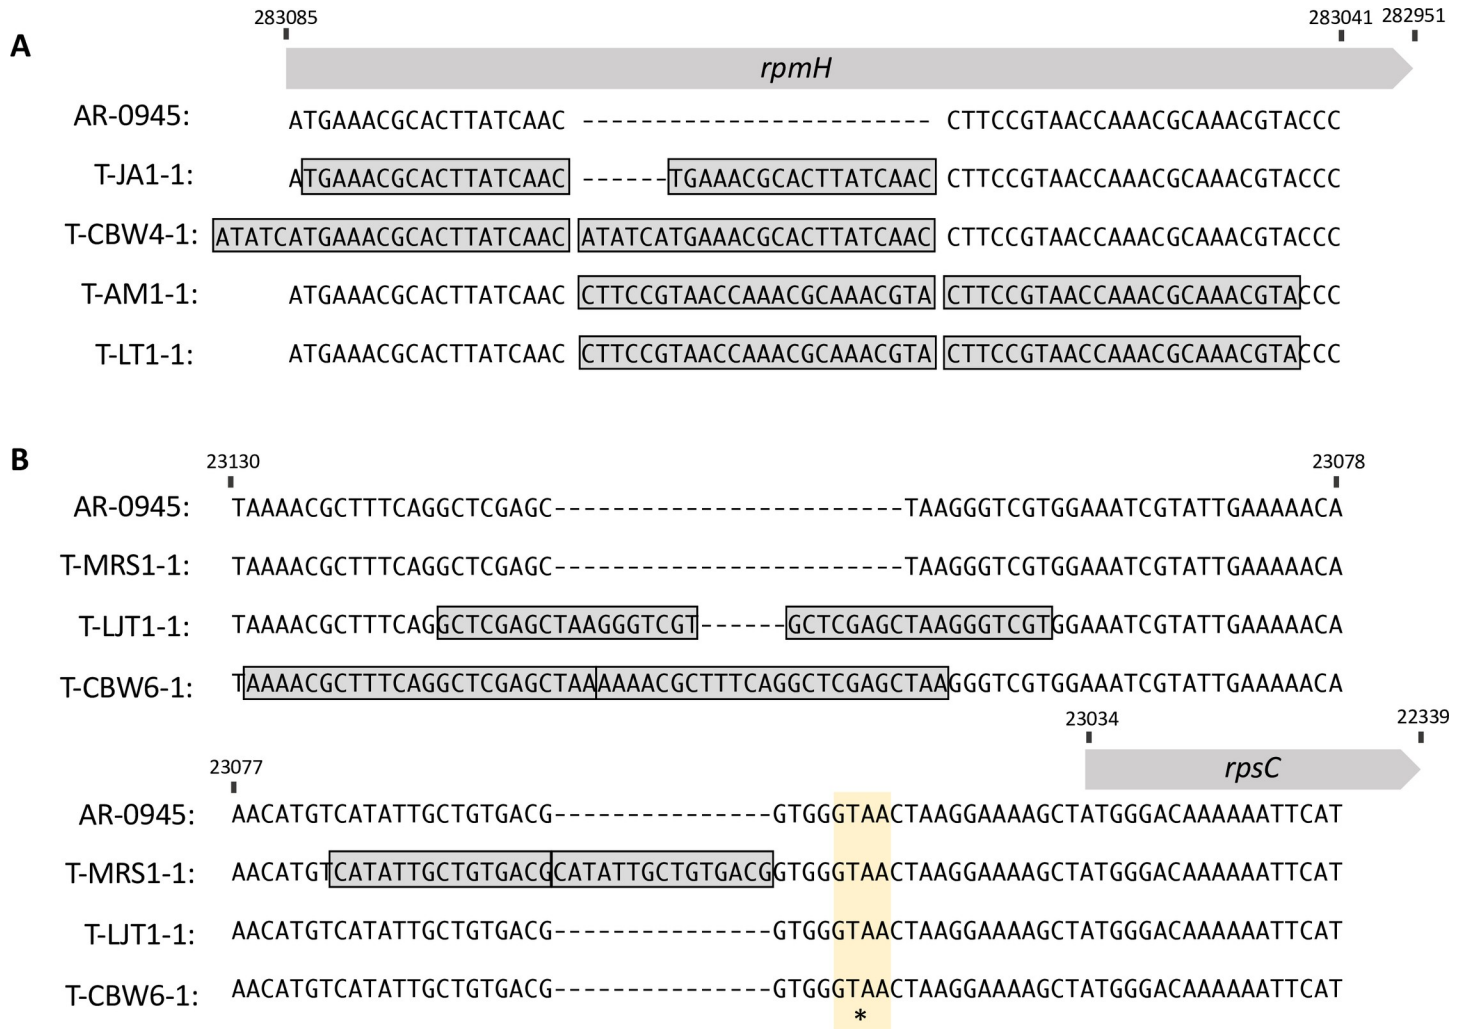 283085 283041 282951
A
rpmH
AR-0945: ATGAAACGCACTTATCAAC ------------------------ CTTCCGTAACCAAACGCAAACGTACCC
T-JA1-1: ATGAAACGCACTTATCAAC ------TGAAACGCACTTATCAAC CTTCCGTAACCAAACGCAAACGTACCC
T-CBW4-1: ATATCATGAAACGCACTTATCAAC ATATCATGAAACGCACTTATCAAC CTTCCGTAACCAAACGCAAACGTACCC
T-AM1-1: ATGAAACGCACTTATCAAC CTTCCGTAACCAAACGCAAACGTA CTTCCGTAACCAAACGCAAACGTACCC
T-LT1-1: ATGAAACGCACTTATCAAC CTTCCGTAACCAAACGCAAACGTA CTTCCGTAACCAAACGCAAACGTACCC
B
23130 23078
AR-0945: TAAAACGCTTTCAGGCTCGAGC------------------------TAAGGGTCGTGGAAATCGTATTGAAAAACA
T-MRS1-1: TAAAACGCTTTCAGGCTCGAGC------------------------TAAGGGTCGTGGAAATCGTATTGAAAAACA
T-LJT1-1: TAAAACGCTTTCAGGCTCGAGCTAAGGGTCGT------GCTCGAGCTAAGGGTCGTGGAAATCGTATTGAAAAACA
T-CBW6-1: TAAAACGCTTTCAGGCTCGAGCTAAAAAACGCTTTCAGGCTCGAGCTAAGGGTCGTGGAAATCGTATTGAAAAACA
23034 22339
rpsC
23077
AR-0945: AACATGTCATATTGCTGTGACG---------------GTGGGTAACTAAGGAAAAGCTATGGGACAAAAAATTCAT
T-MRS1-1: AACATGTCATATTGCTGTGACGCATATTGCTGTGACGGTGGGTAACTAAGGAAAAGCTATGGGACAAAAAATTCAT
T-LJT1-1: AACATGTCATATTGCTGTGACG---------------GTGGGTAACTAAGGAAAAGCTATGGGACAAAAAATTCAT
T-CBW6-1: AACATGTCATATTGCTGTGACG---------------GTGGGTAACTAAGGAAAAGCTATGGGACAAAAAATTCAT
*